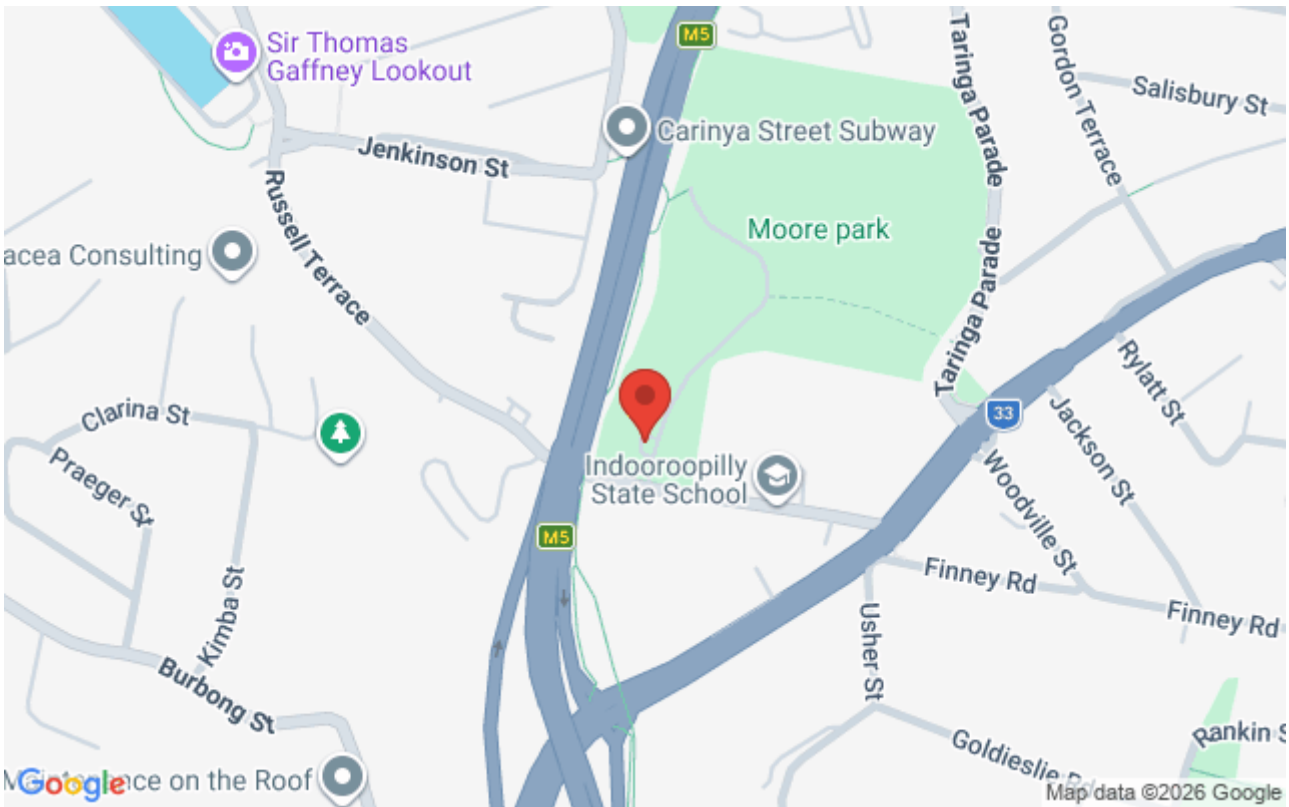 Sir Thomas
Gaffney Lookout
M5
Taringa Parade
Gordon Terrace
Salisbury St
Carinya Street Subway
Jenkinson St
Russell Terrace
Moore park
acea Consulting
Taringa Parade
Rylatt St
Clarina St
33
Jackson St
Praeger St
Indooroopilly
State School
Woodville St
M5
Finney Rd
Finney Rd
Kimba St
Usher St
Burbong St
Rankin S
Goldieslie Rd
Google
nce on the Roof
Map data ©2026 Google